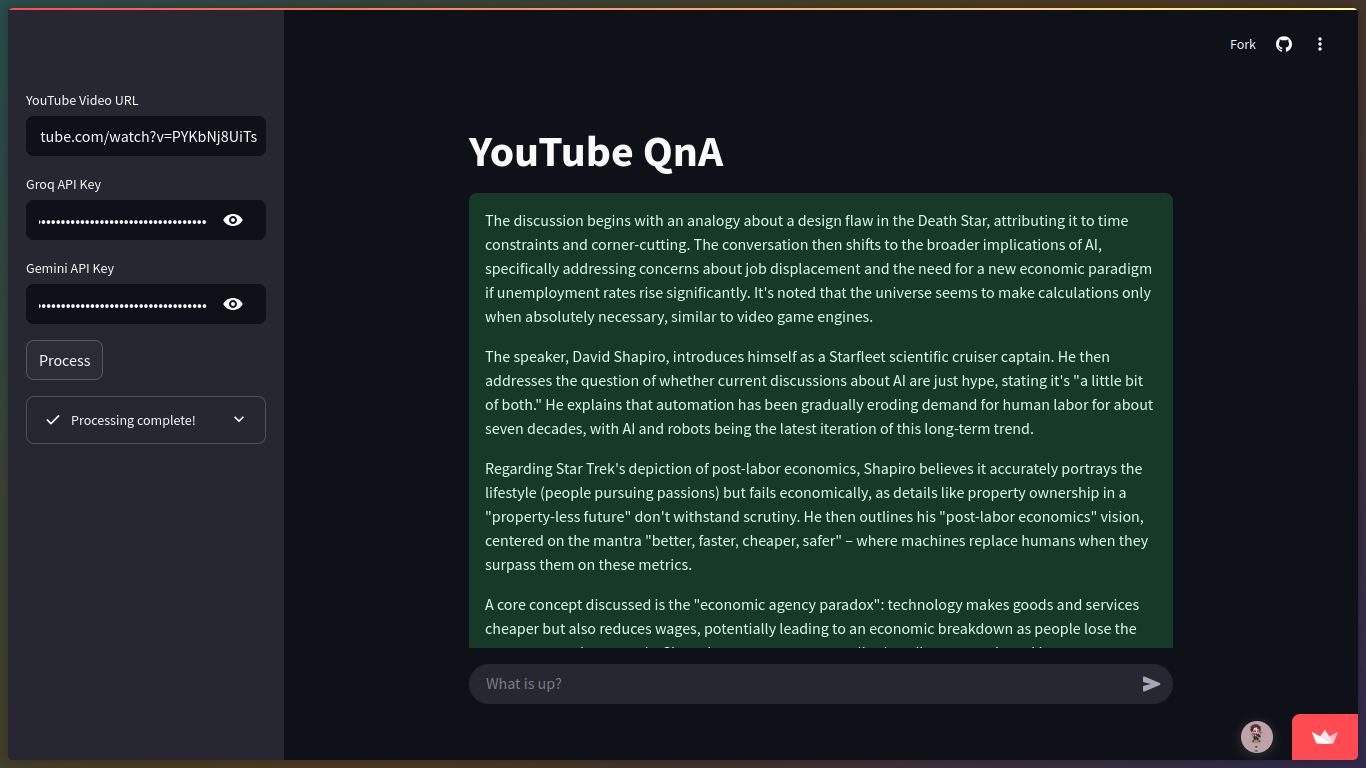 Fork
YouTube Video URL
tube.com/watch?v=PYKbNj8UiTs
Groq API Key
Gemini API Key
Process
Processing complete!
YouTube QnA
The discussion begins with an analogy about a design flaw in the Death Star, attributing it to time
constraints and corner-cutting. The conversation then shifts to the broader implications of AI,
specifically addressing concerns about job displacement and the need for a new economic paradigm
if unemployment rates rise significantly. It's noted that the universe seems to make calculations only
when absolutely necessary, similar to video game engines.
The speaker, David Shapiro, introduces himself as a Starfleet scientific cruiser captain. He then
addresses the question of whether current discussions about AI are just hype, stating it's "a little bit
of both." He explains that automation has been gradually eroding demand for human labor for about
seven decades, with AI and robots being the latest iteration of this long-term trend.
Regarding Star Trek's depiction of post-labor economics, Shapiro believes it accurately portrays the
lifestyle (people pursuing passions) but fails economically, as details like property ownership in a
"property-less future" don't withstand scrutiny. He then outlines his "post-labor economics" vision,
centered on the mantra "better, faster, cheaper, safer" – where machines replace humans when they
surpass them on these metrics.
A core concept discussed is the "economic agency paradox": technology makes goods and services
cheaper but also reduces wages, potentially leading to an economic breakdown as people lose the
What is up?